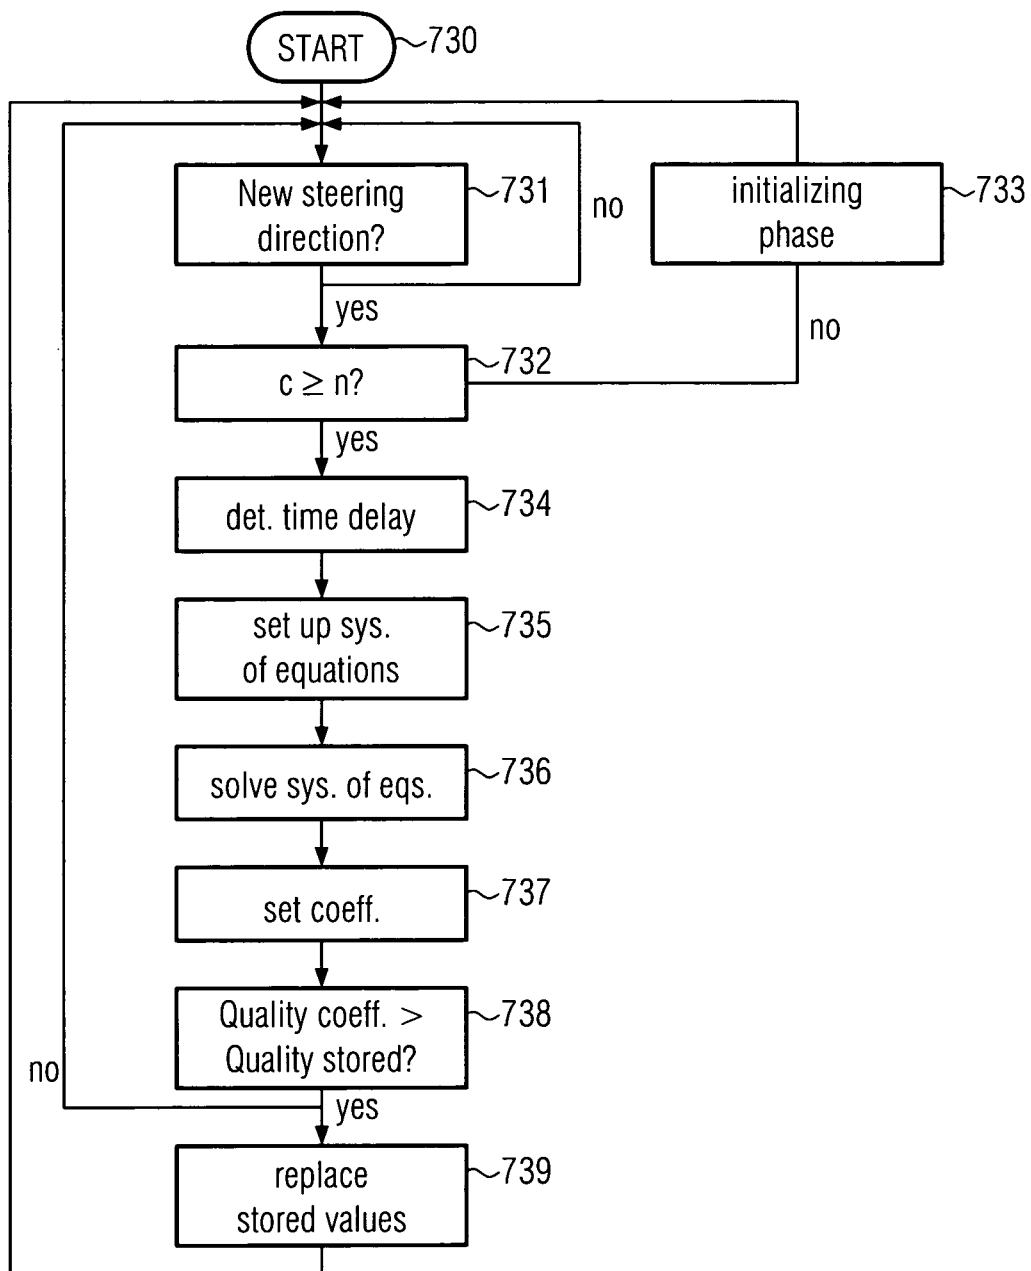 START
730
New steering
direction?
731
no
initializing
phase
733
yes
no
c ≥ n?
732
yes
det. time delay
734
set up sys.
of equations
735
solve sys. of eqs.
736
set coeff.
737
Quality coeff. >
Quality stored?
738
no
yes
replace
stored values
739